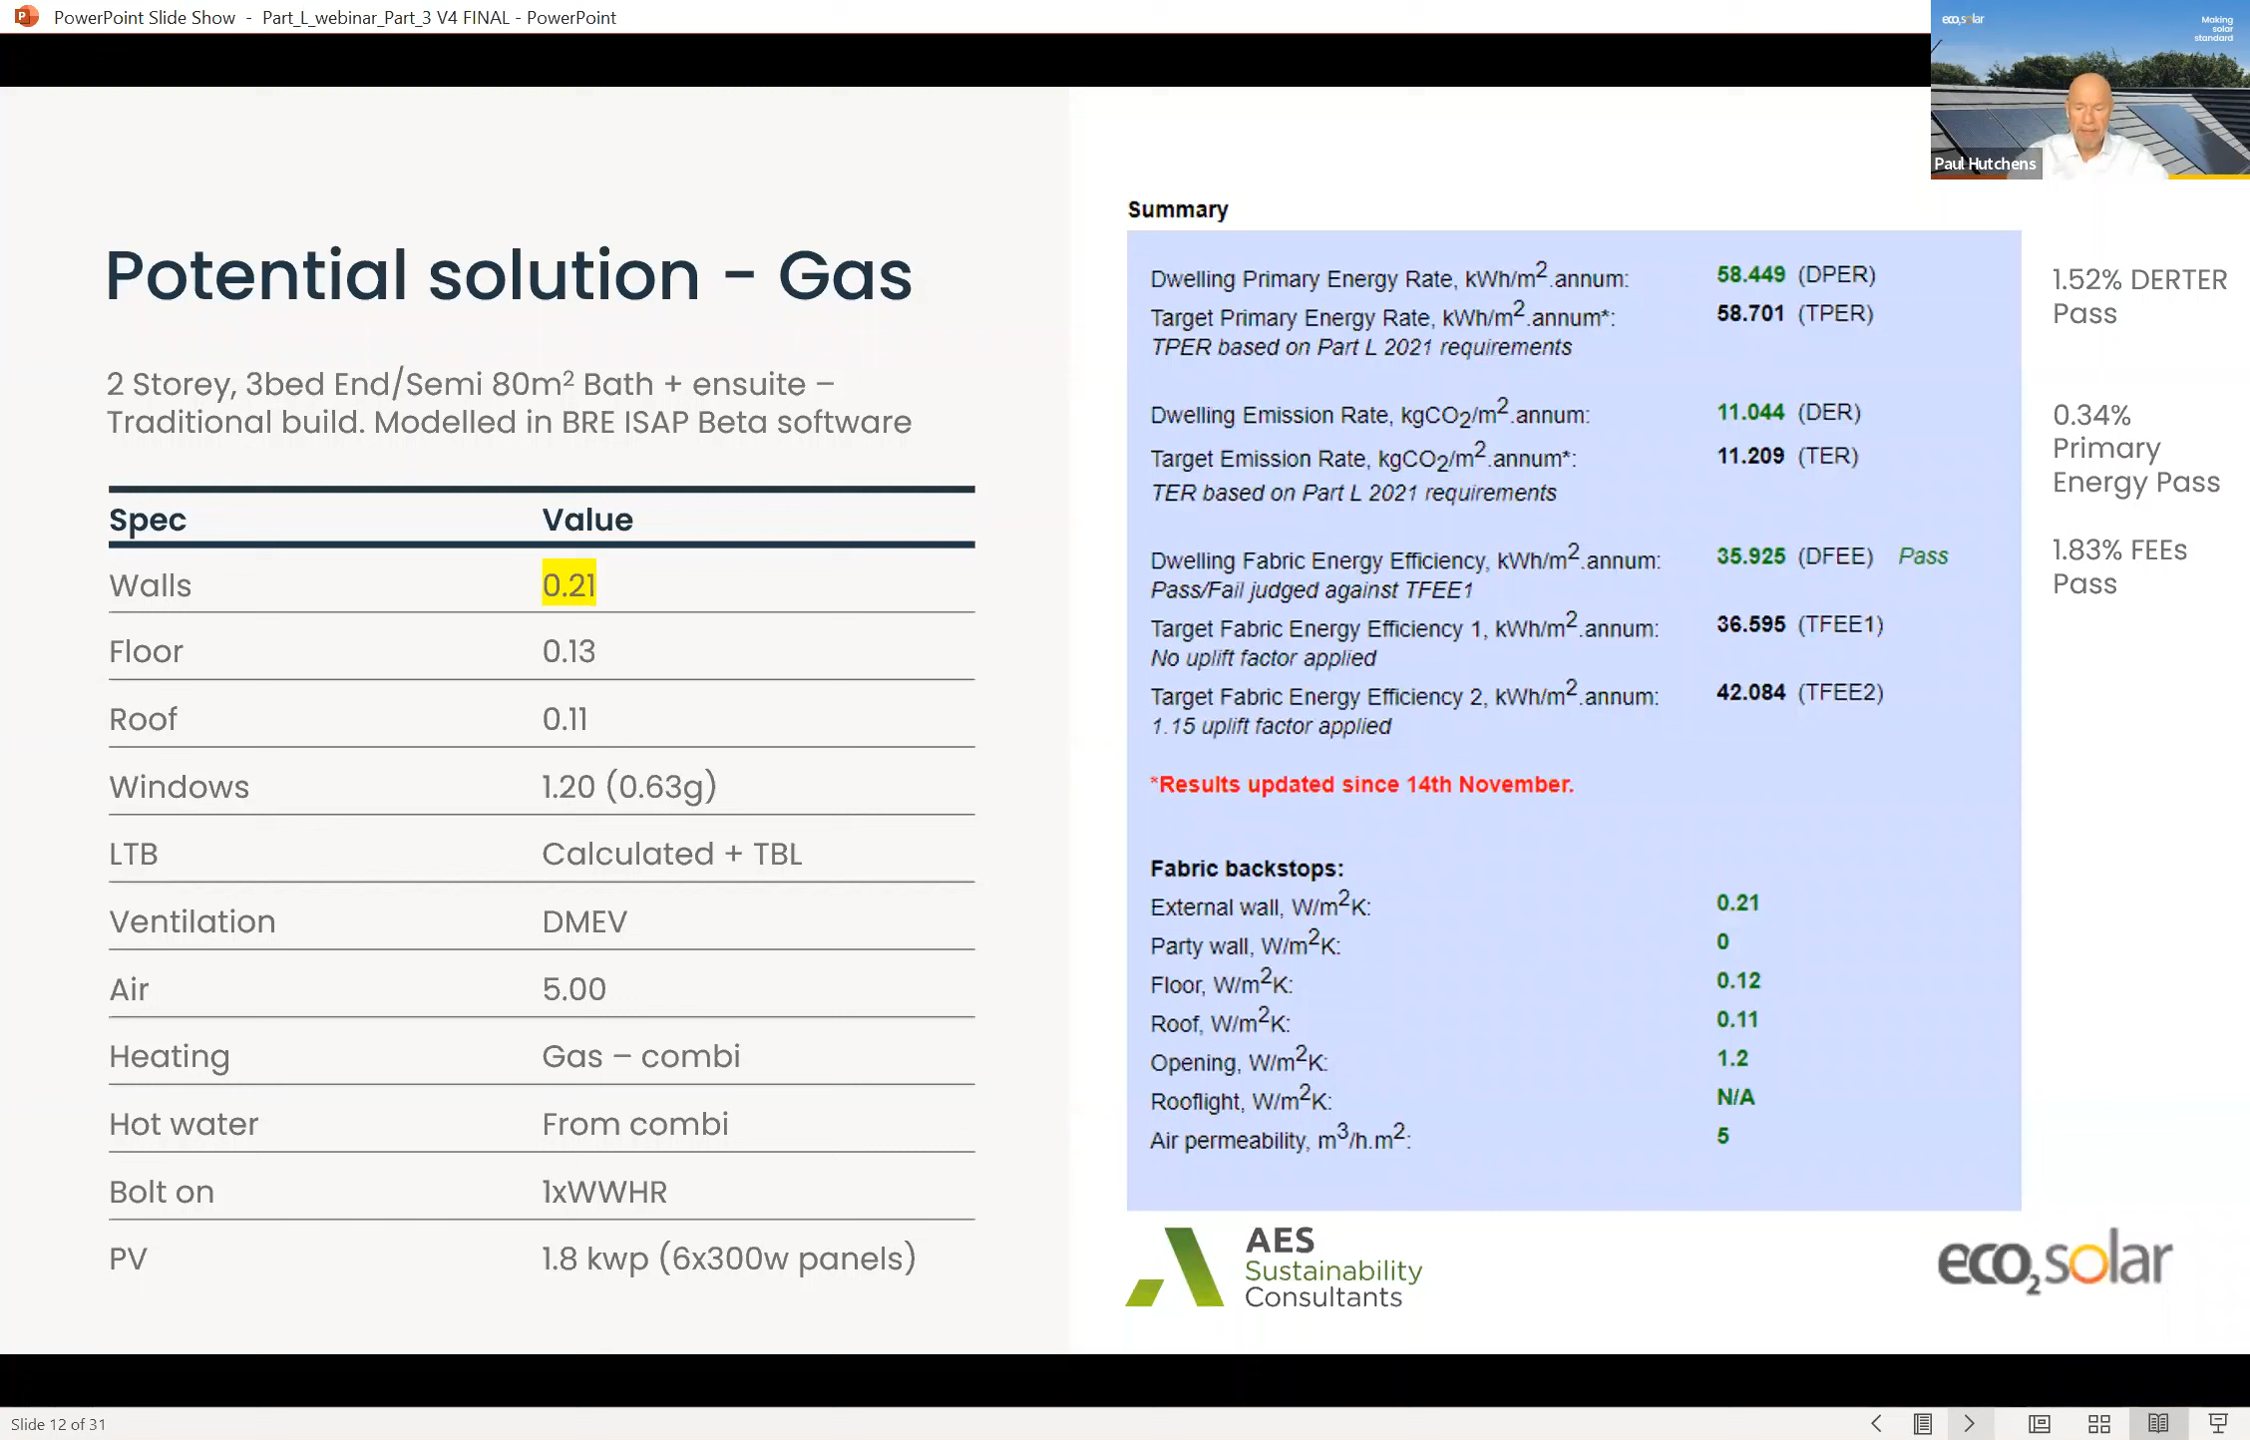 PowerPoint Slide Show - Part_L_webinar_Part_3 V4 FINAL - PowerPoint
eco2solar
Making
solar
standard
Paul Hutchens
Potential solution - Gas
2 Storey, 3bed End/Semi 80m² Bath + ensuite –
Traditional build. Modelled in BRE ISAP Beta software
Spec Value
Walls 0.21
Floor 0.13
Roof 0.11
Windows 1.20 (0.63g)
LTB Calculated + TBL
Ventilation DMEV
Air 5.00
Heating Gas – combi
Hot water From combi
Bolt on 1xWWHR
PV 1.8 kwp (6x300w panels)
Summary
Dwelling Primary Energy Rate, kWh/m².annum: 58.449 (DPER)
Target Primary Energy Rate, kWh/m².annum*: 58.701 (TPER)
TPER based on Part L 2021 requirements
Dwelling Emission Rate, kgCO₂/m².annum: 11.044 (DER)
Target Emission Rate, kgCO₂/m².annum*: 11.209 (TER)
TER based on Part L 2021 requirements
Dwelling Fabric Energy Efficiency, kWh/m².annum: 35.925 (DFEE) Pass
Pass/Fail judged against TFEE1
Target Fabric Energy Efficiency 1, kWh/m².annum: 36.595 (TFEE1)
No uplift factor applied
Target Fabric Energy Efficiency 2, kWh/m².annum: 42.084 (TFEE2)
1.15 uplift factor applied
*Results updated since 14th November.
Fabric backstops:
External wall, W/m²K: 0.21
Party wall, W/m²K: 0
Floor, W/m²K: 0.12
Roof, W/m²K: 0.11
Opening, W/m²K: 1.2
Rooflight, W/m²K: N/A
Air permeability, m³/h.m²: 5
1.52% DERTER
Pass
0.34%
Primary
Energy Pass
1.83% FEEs
Pass
AES
Sustainability
Consultants
eco2solar
Slide 12 of 31